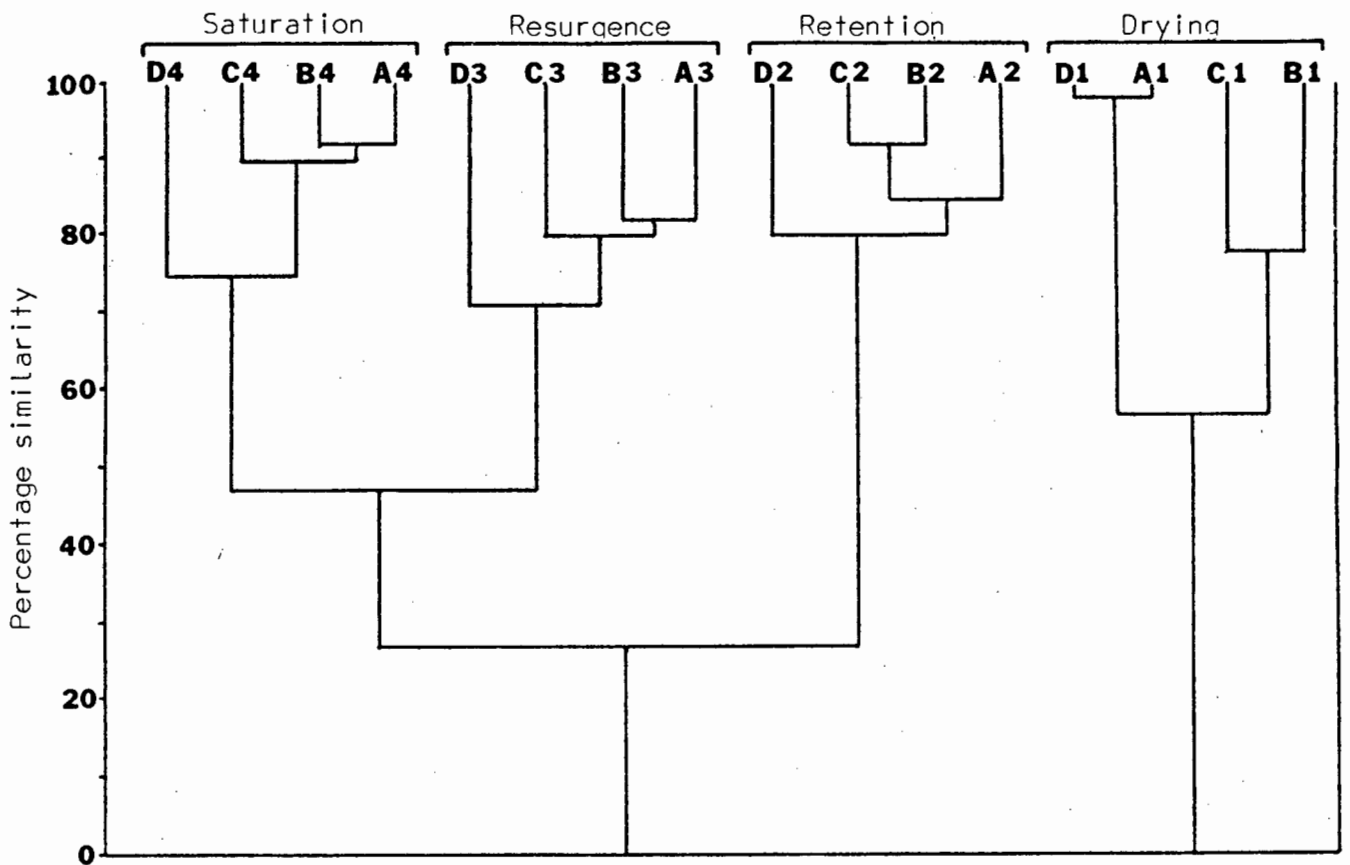 Saturation Resurgence Retention Drying
D4 C4 B4 A4 D3 C3 B3 A3 D2 C2 B2 A2 D1 A1 C1 B1
100
80
60
40
20
0
Percentage similarity